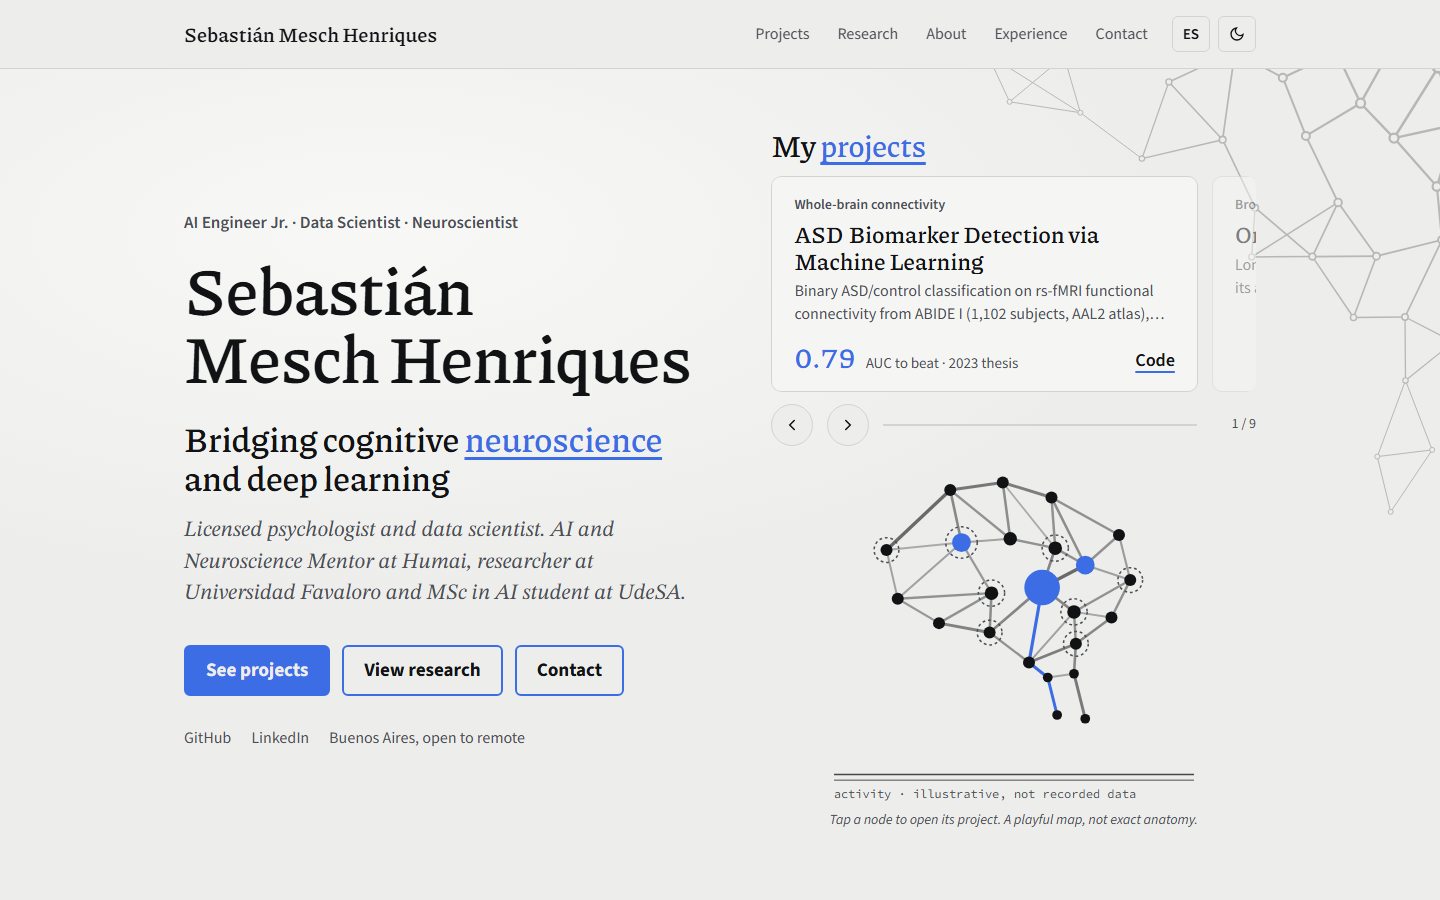 Sebastián Mesch Henriques
Projects
Research
About
Experience
Contact
ES
AI Engineer Jr. · Data Scientist · Neuroscientist
Sebastián
Mesch Henriques
Bridging cognitive neuroscience
and deep learning
Licensed psychologist and data scientist. AI and
Neuroscience Mentor at Humai, researcher at
Universidad Favaloro and MSc in AI student at UdeSA.
See projects
View research
Contact
GitHub
LinkedIn
Buenos Aires, open to remote
My projects
Whole-brain connectivity
ASD Biomarker Detection via
Machine Learning
Binary ASD/control classification on rs-fMRI functional
connectivity from ABIDE I (1,102 subjects, AAL2 atlas),…
0.79 AUC to beat · 2023 thesis
Code
its
1 / 9
activity · illustrative, not recorded data
Tap a node to open its project. A playful map, not exact anatomy.